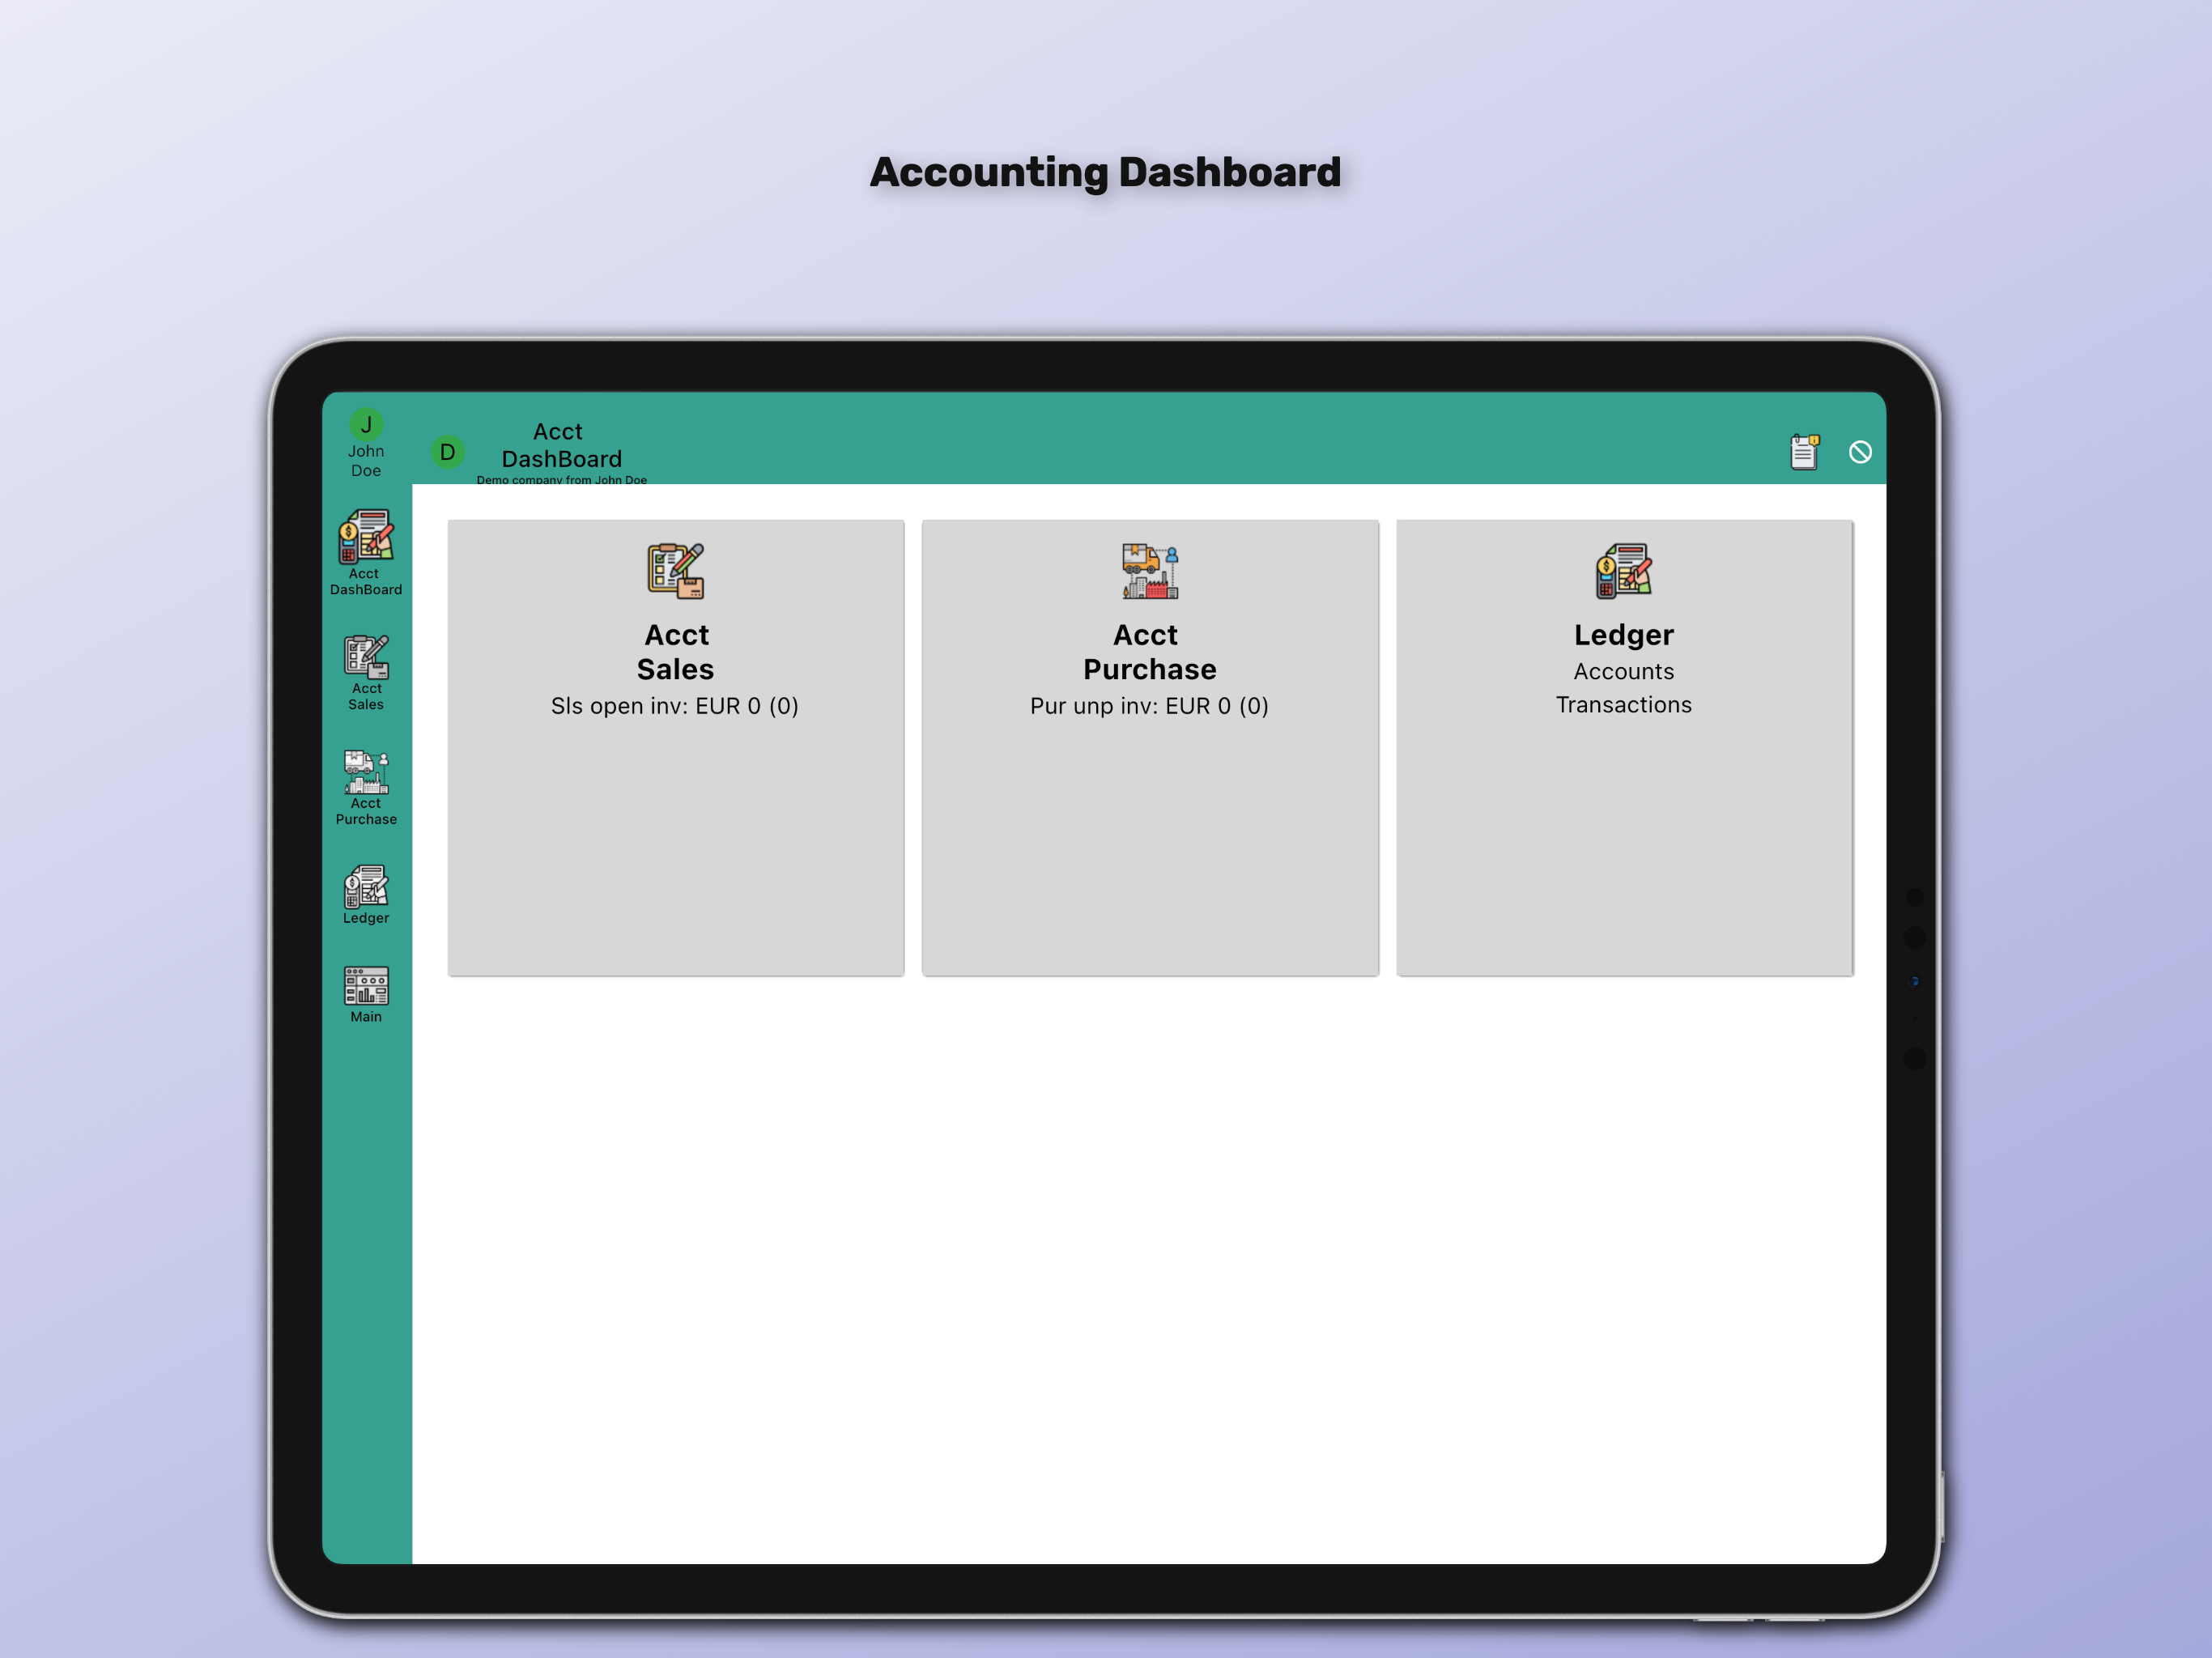 Accounting Dashboard
J
John
Doe
D
Acct
DashBoard
Demo company from John Doe
Acct
DashBoard
Acct
Sales
Acct
Purchase
Ledger
Main
Acct
Sales
Sls open inv: EUR 0 (0)
Acct
Purchase
Pur unp inv: EUR 0 (0)
Ledger
Accounts
Transactions